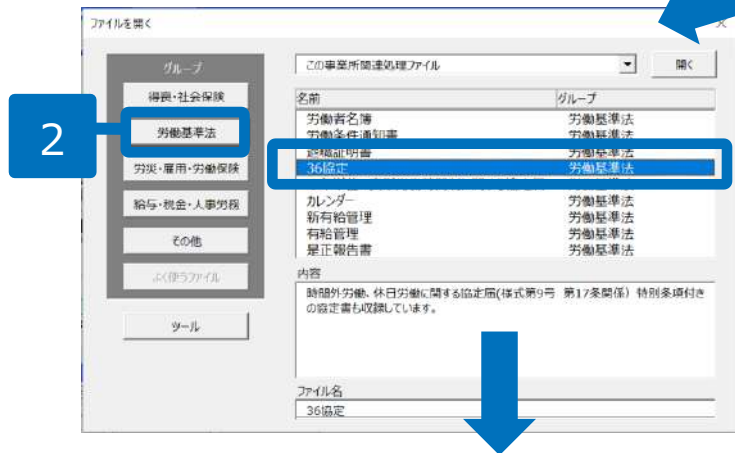 ファイルを開く
グループ
得喪・社会保険
2
労働基準法
労災・雇用・労働保険
給与・税金・人事労務
その他
よく使うファイル
ツール
この事業所関連処理ファイル
開く
名前 グループ
労働者名簿 労働基準法
労働条件通知書 労働基準法
退職証明書 労働基準法
36協定 労働基準法
カレンダー 労働基準法
新有給管理 労働基準法
有給管理 労働基準法
是正報告書 労働基準法
内容
時間外労働、休日労働に関する協定届(様式第9号 第17条関係) 特別条項付き
の協定書も収録しています。
ファイル名
36協定